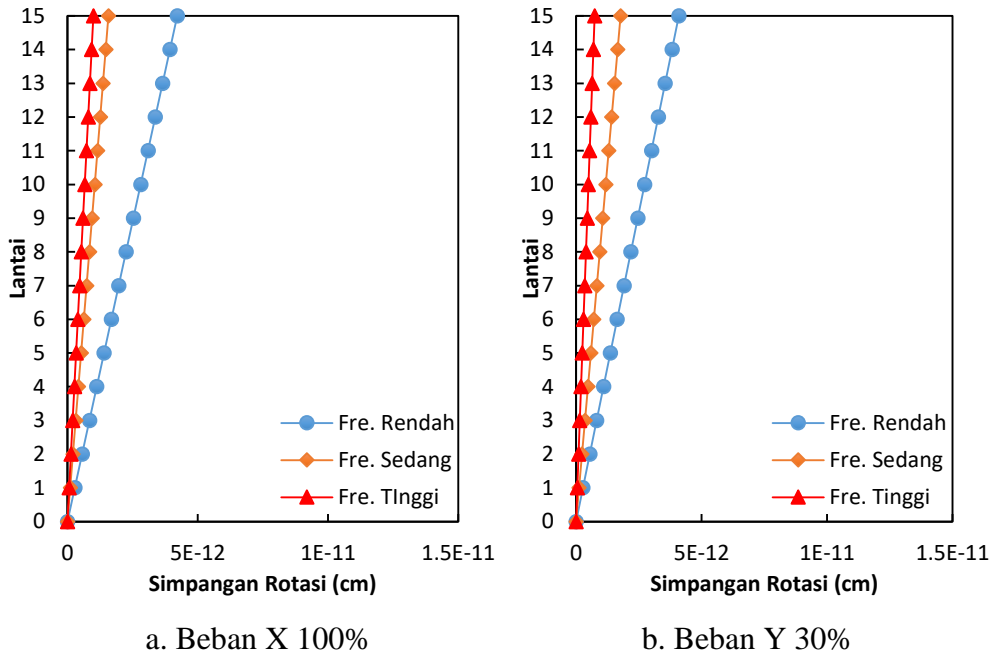 15
14
13
12
11
10
9
8
7
6
5
4
3
2
1
0
Lantai
Fre. Rendah
Fre. Sedang
Fre. TInggi
0 5E-12 1E-11 1.5E-11
Simpangan Rotasi (cm)
a. Beban X 100%
15
14
13
12
11
10
9
8
7
6
5
4
3
2
1
0
Lantai
Fre. Rendah
Fre. Sedang
Fre. Tinggi
0 5E-12 1E-11 1.5E-11
Simpangan Rotasi (cm)
b. Beban Y 30%